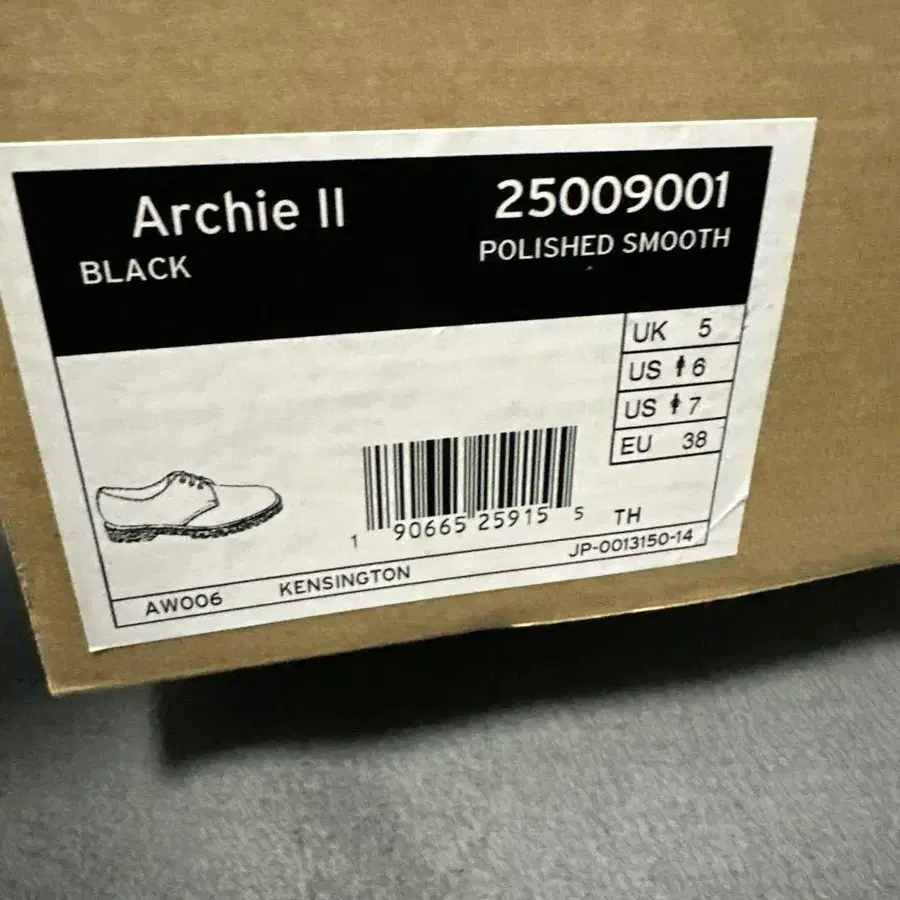 Archie II
25009001
BLACK
POLISHED SMOOTH
UK 5
US 6
US 7
EU 38
1 90665 25915 5
TH
AW006 KENSINGTON JP-0013150-14